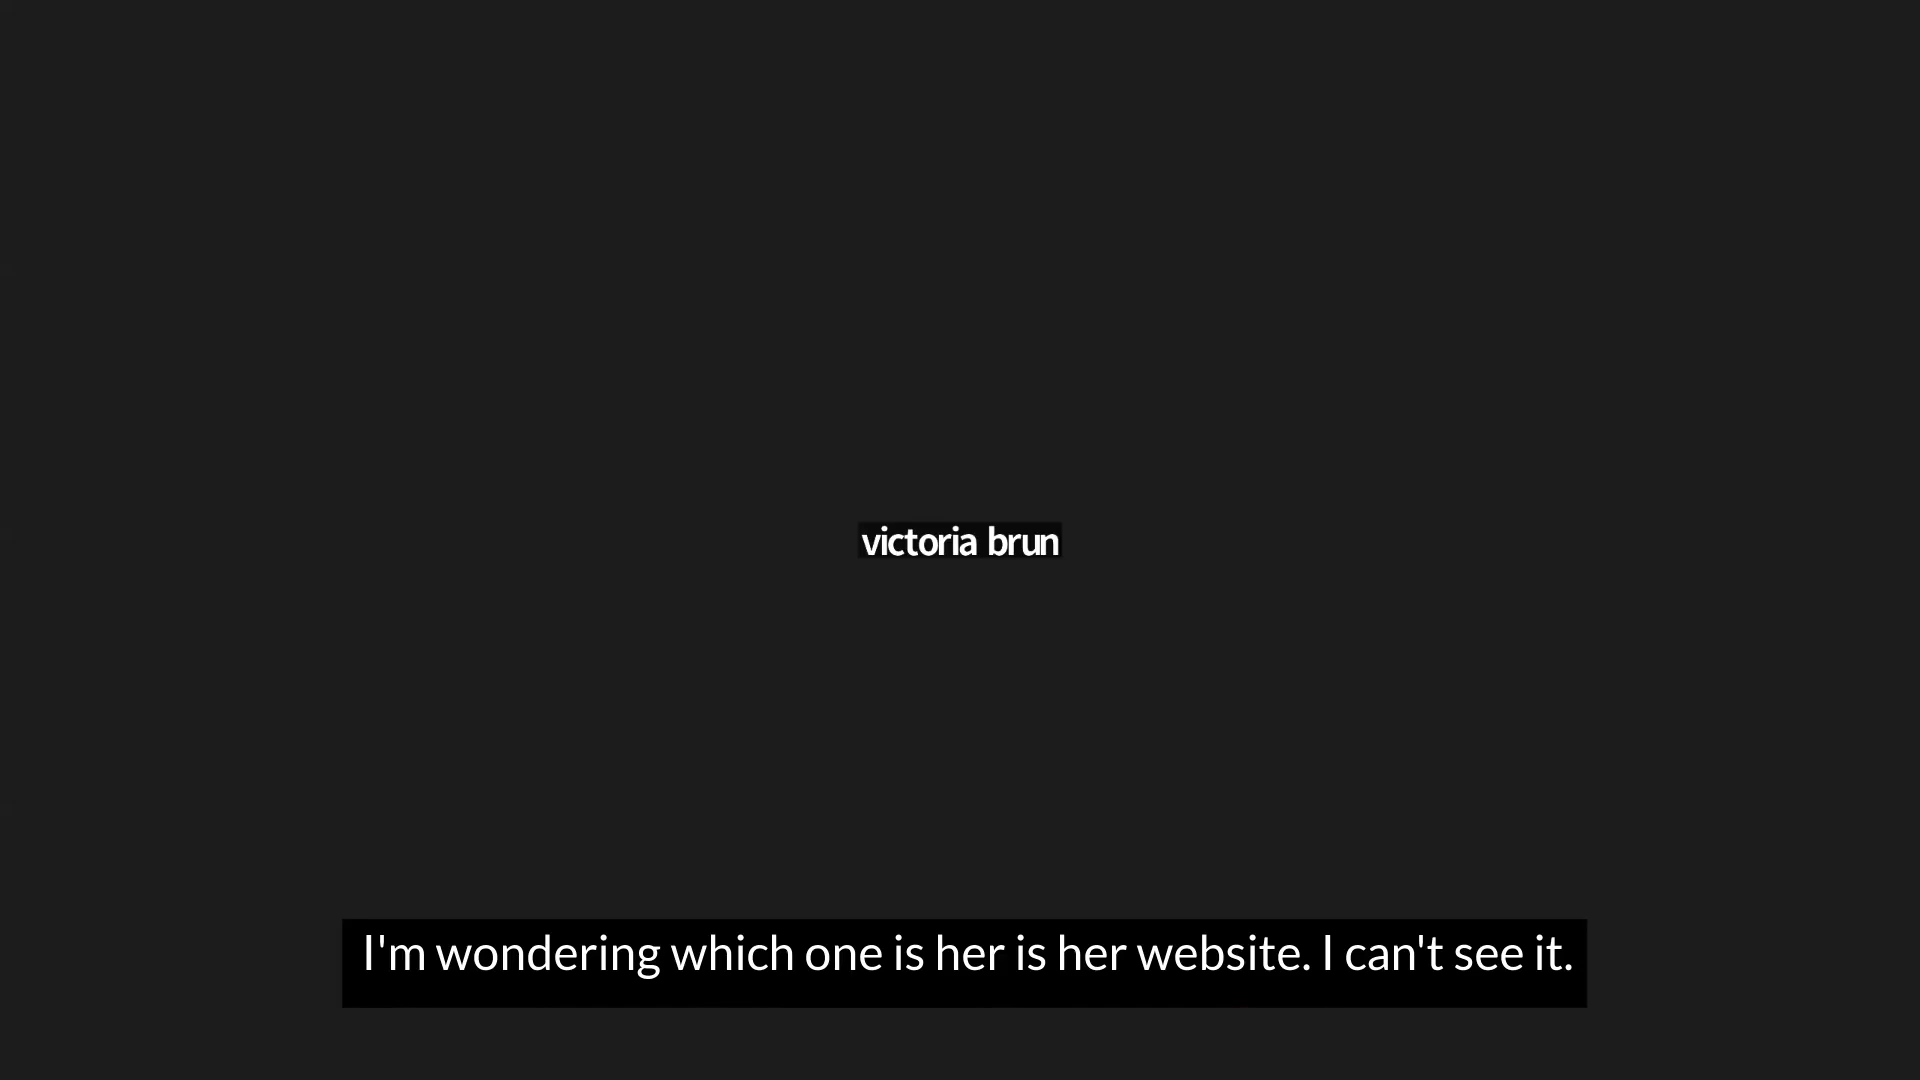 victoria brun
I'm wondering which one is her is her website. I can't see it.